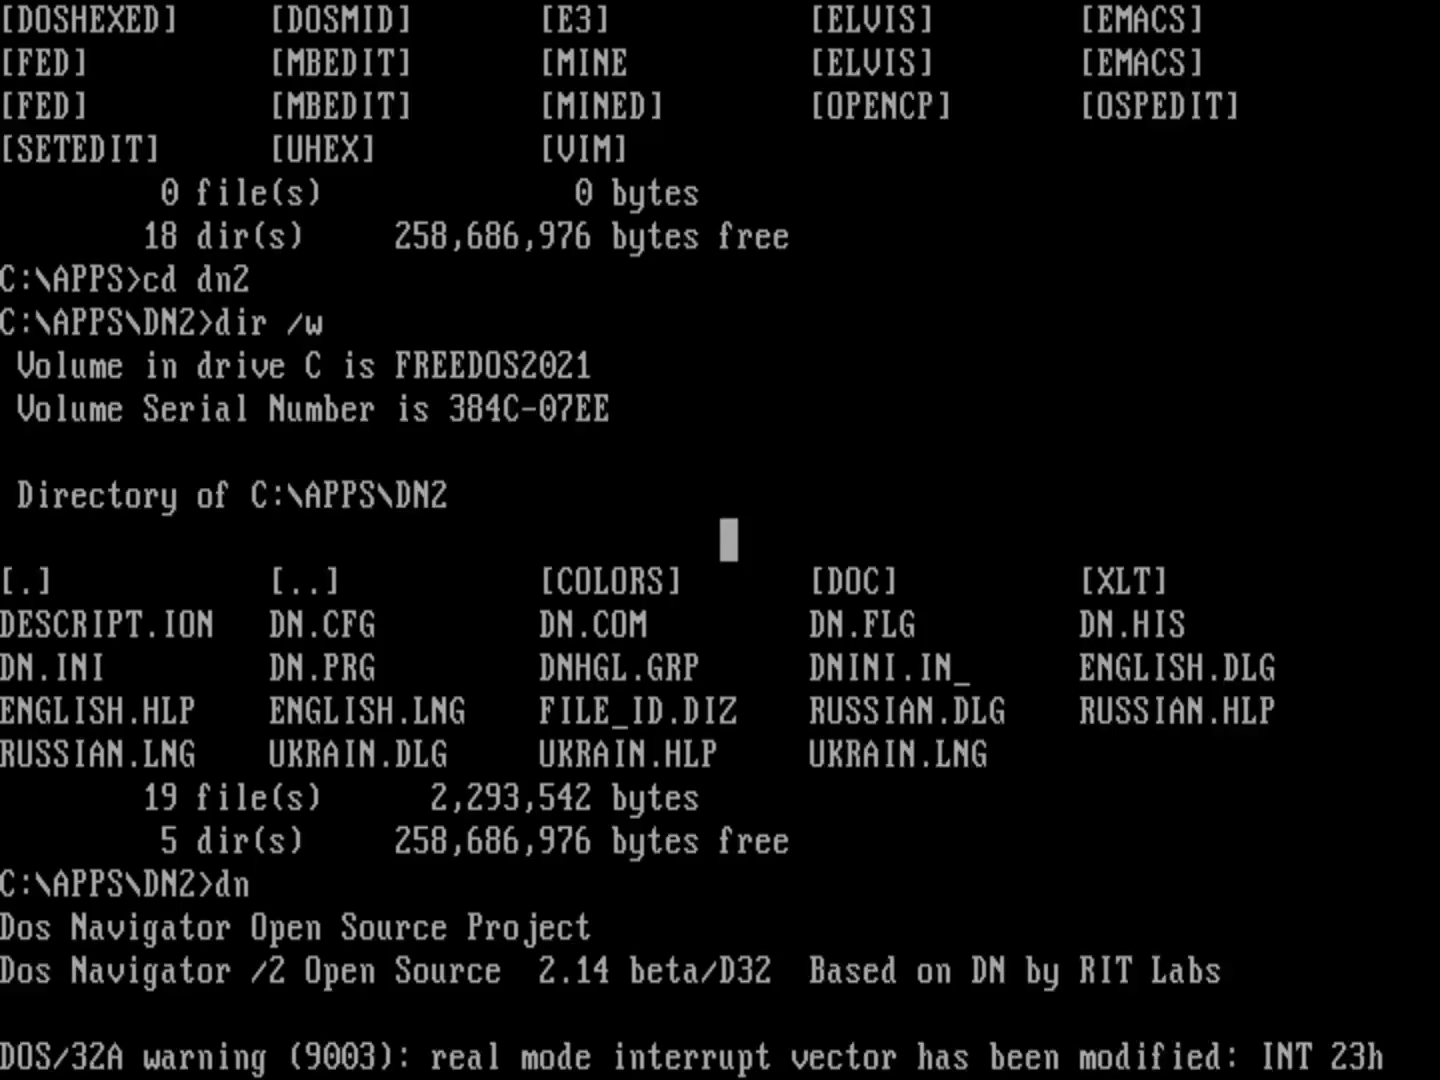 [DOSHEXED] [DOSMID] [E3] [ELVIS] [EMACS]
[FED] [MBEDIT] [MINE [ELVIS] [EMACS]
[FED] [MBEDIT] [MINED] [OPENCP] [OSPEDIT]
[SETEDIT] [UHEX] [VIM]
0 file(s) 0 bytes
18 dir(s) 258,686,976 bytes free
C:\APPS>cd dn2
C:\APPS\DN2>dir /w
Volume in drive C is FREEDOS2021
Volume Serial Number is 384C-07EE
Directory of C:\APPS\DN2
[.] [..] [COLORS] [DOC] [XLT]
DESCRIPT.ION DN.CFG DN.COM DN.FLG DN.HIS
DN.INI DN.PRG DNHGL.GRP DNINI.IN_ ENGLISH.DLG
ENGLISH.HLP ENGLISH.LNG FILE_ID.DIZ RUSSIAN.DLG RUSSIAN.HLP
RUSSIAN.LNG UKRAIN.DLG UKRAIN.HLP UKRAIN.LNG
19 file(s) 2,293,542 bytes
5 dir(s) 258,686,976 bytes free
C:\APPS\DN2>dn
Dos Navigator Open Source Project
Dos Navigator /2 Open Source 2.14 beta/D32 Based on DN by RIT Labs
DOS/32A warning (9003): real mode interrupt vector has been modified: INT 23h